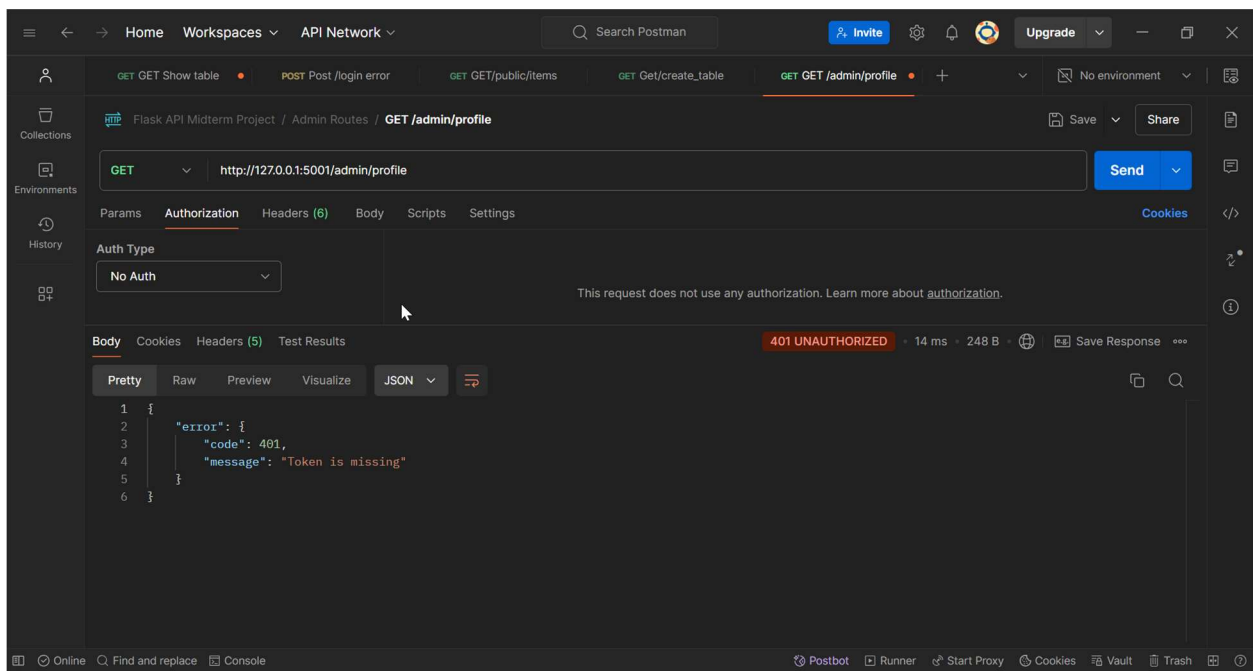 Home Workspaces API Network Search Postman Invite Upgrade
GET GET Show table POST Post /login error GET GET/public/items GET Get/create_table GET GET /admin/profile No environment
HTTP Flask API Midterm Project / Admin Routes / GET /admin/profile Save Share
Collections
GET http://127.0.0.1:5001/admin/profile Send
Environments
Params Authorization Headers (6) Body Scripts Settings Cookies
History
Auth Type
No Auth
This request does not use any authorization. Learn more about authorization.
Body Cookies Headers (5) Test Results 401 UNAUTHORIZED 14 ms 248 B e.g. Save Response
Pretty Raw Preview Visualize JSON
1 {
2 "error": {
3 "code": 401,
4 "message": "Token is missing"
5 }
6 }
Online Find and replace Console Postbot Runner Start Proxy Cookies Vault Trash